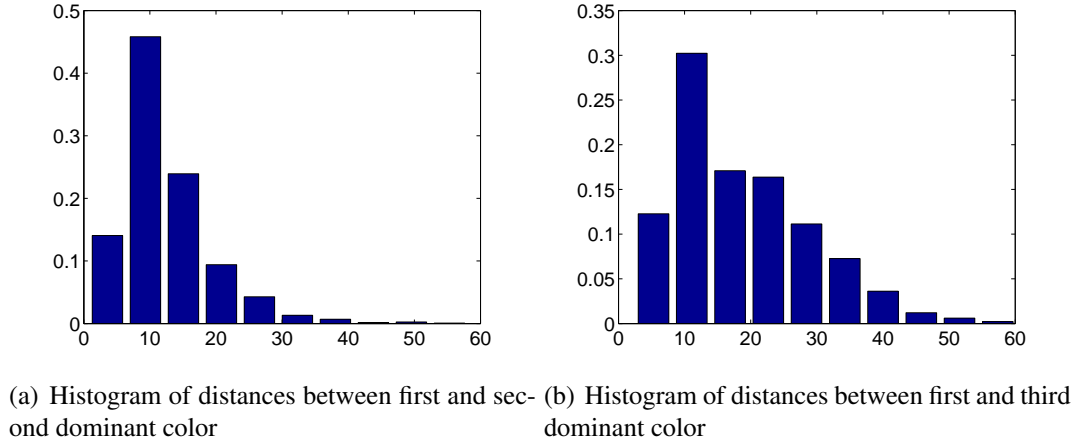 0.5
0.4
0.3
0.2
0.1
0
0 10 20 30 40 50 60
0.35
0.3
0.25
0.2
0.15
0.1
0.05
0
0 10 20 30 40 50 60
(a) Histogram of distances between first and sec-
ond dominant color
(b) Histogram of distances between first and third
dominant color